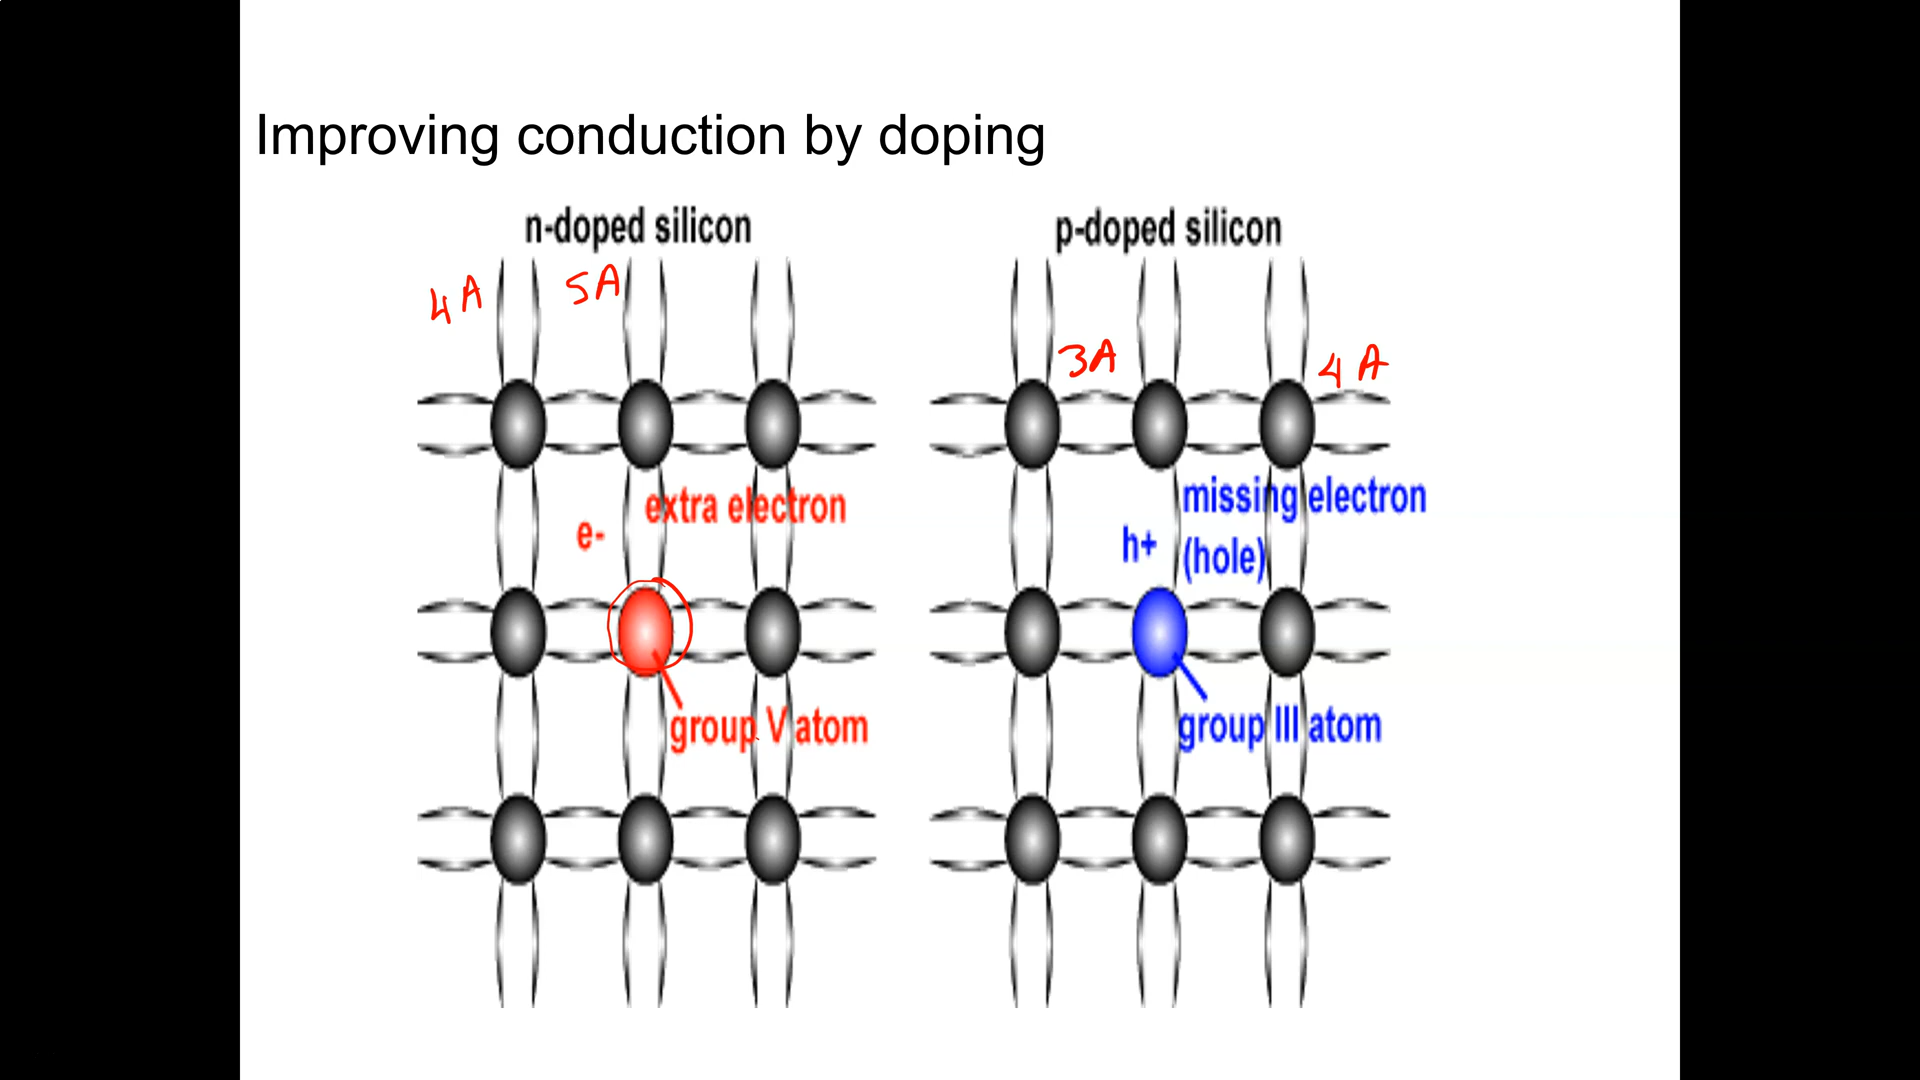 Improving conduction by doping
n-doped silicon
4A
5A
extra electron
e-
group V atom
p-doped silicon
3A
4A
missing electron
h+
(hole)
group III atom